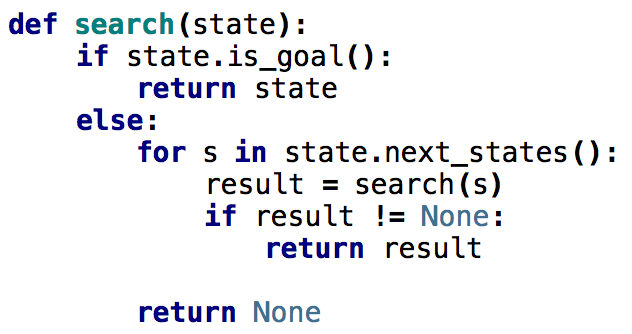 def search(state):
    if state.is_goal():
        return state
    else:
        for s in state.next_states():
            result = search(s)
            if result != None:
                return result

        return None